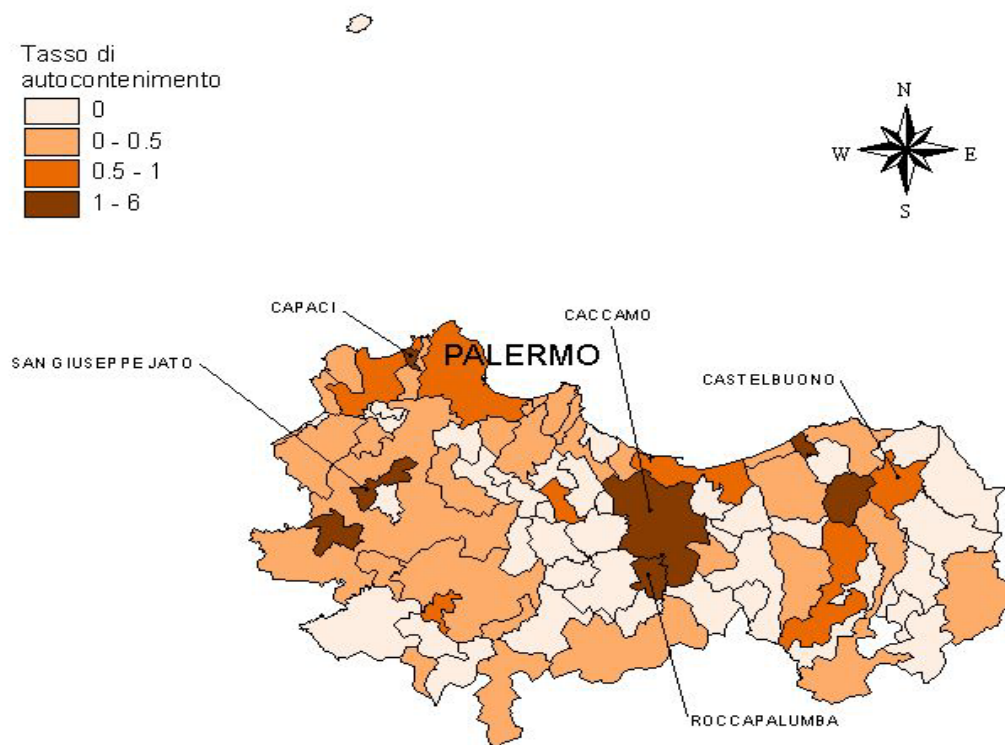 Tasso di
autocontenimento
0
0 - 0.5
0.5 - 1
1 - 6
N
W
E
S
CAPACI
CACCAMO
PALERMO
SAN GIUSEPPE JATO
CASTELBUONO
ROCCAPALUMBA